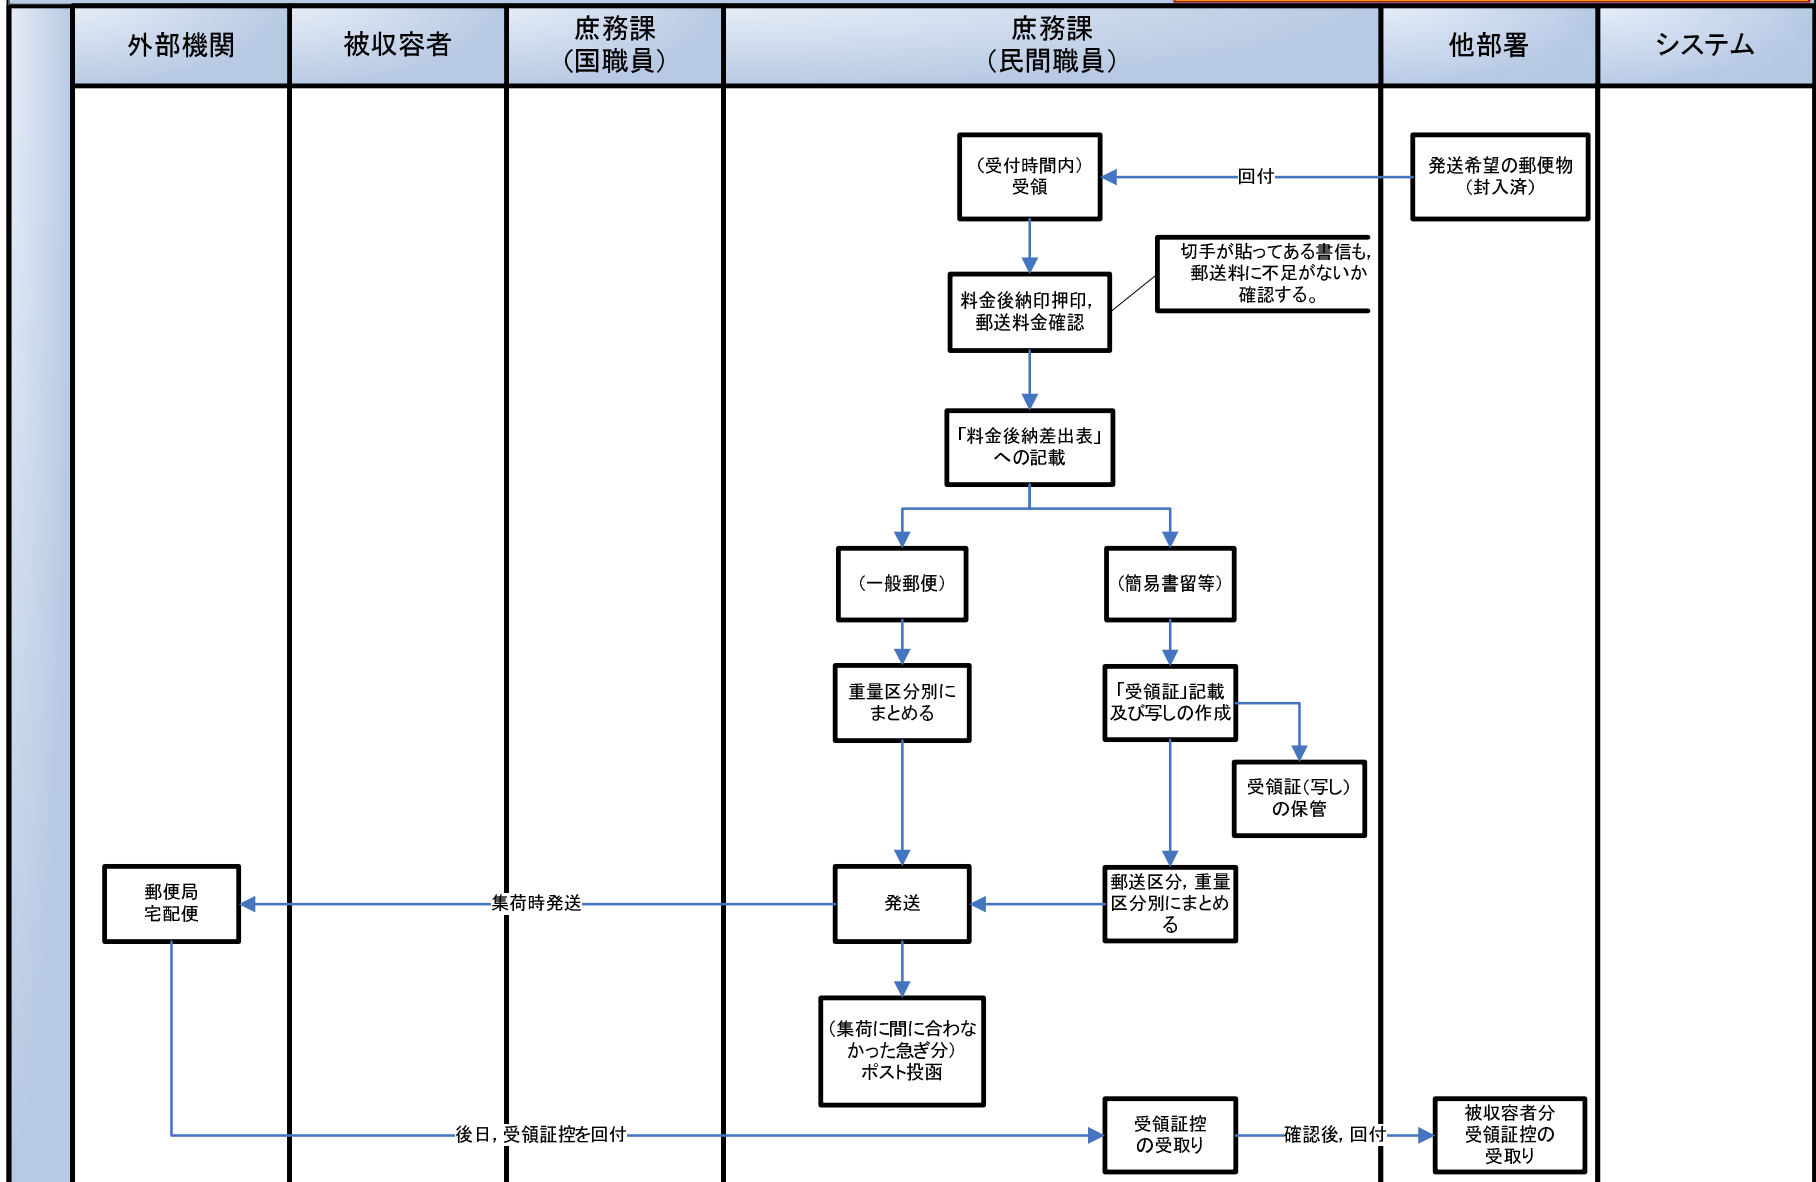 外部機関
被収容者
庶務課
（国職員）
庶務課
（民間職員）
他部署
システム
（受付時間内）
受領
回付
発送希望の郵便物
（封入済）
切手が貼ってある書信も，
郵送料に不足がないか
確認する。
料金後納印押印，
郵送料金確認
「料金後納差出表」
への記載
（一般郵便）
（簡易書留等）
重量区分別に
まとめる
「受領証」記載
及び写しの作成
受領証（写し）
の保管
郵便局
宅配便
集荷時発送
発送
郵送区分，重量
区分別にまとめ
る
（集荷に間に合わな
かった急ぎ分）
ポスト投函
後日，受領証控を回付
受領証控
の受取り
確認後，回付
被収容者分
受領証控の
受取り